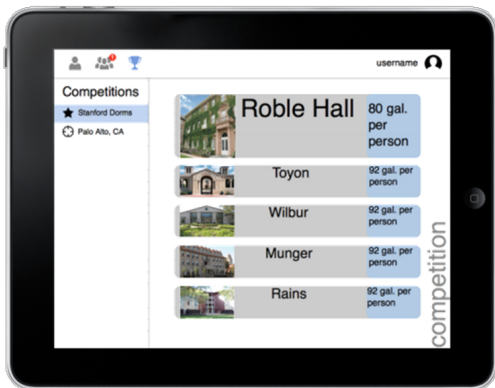 username
Competitions
Stanford Dorms
Palo Alto, CA
Roble Hall
80 gal.
per
person
Toyon
92 gal. per
person
Wilbur
92 gal. per
person
Munger
92 gal. per
person
Rains
92 gal. per
person
competition